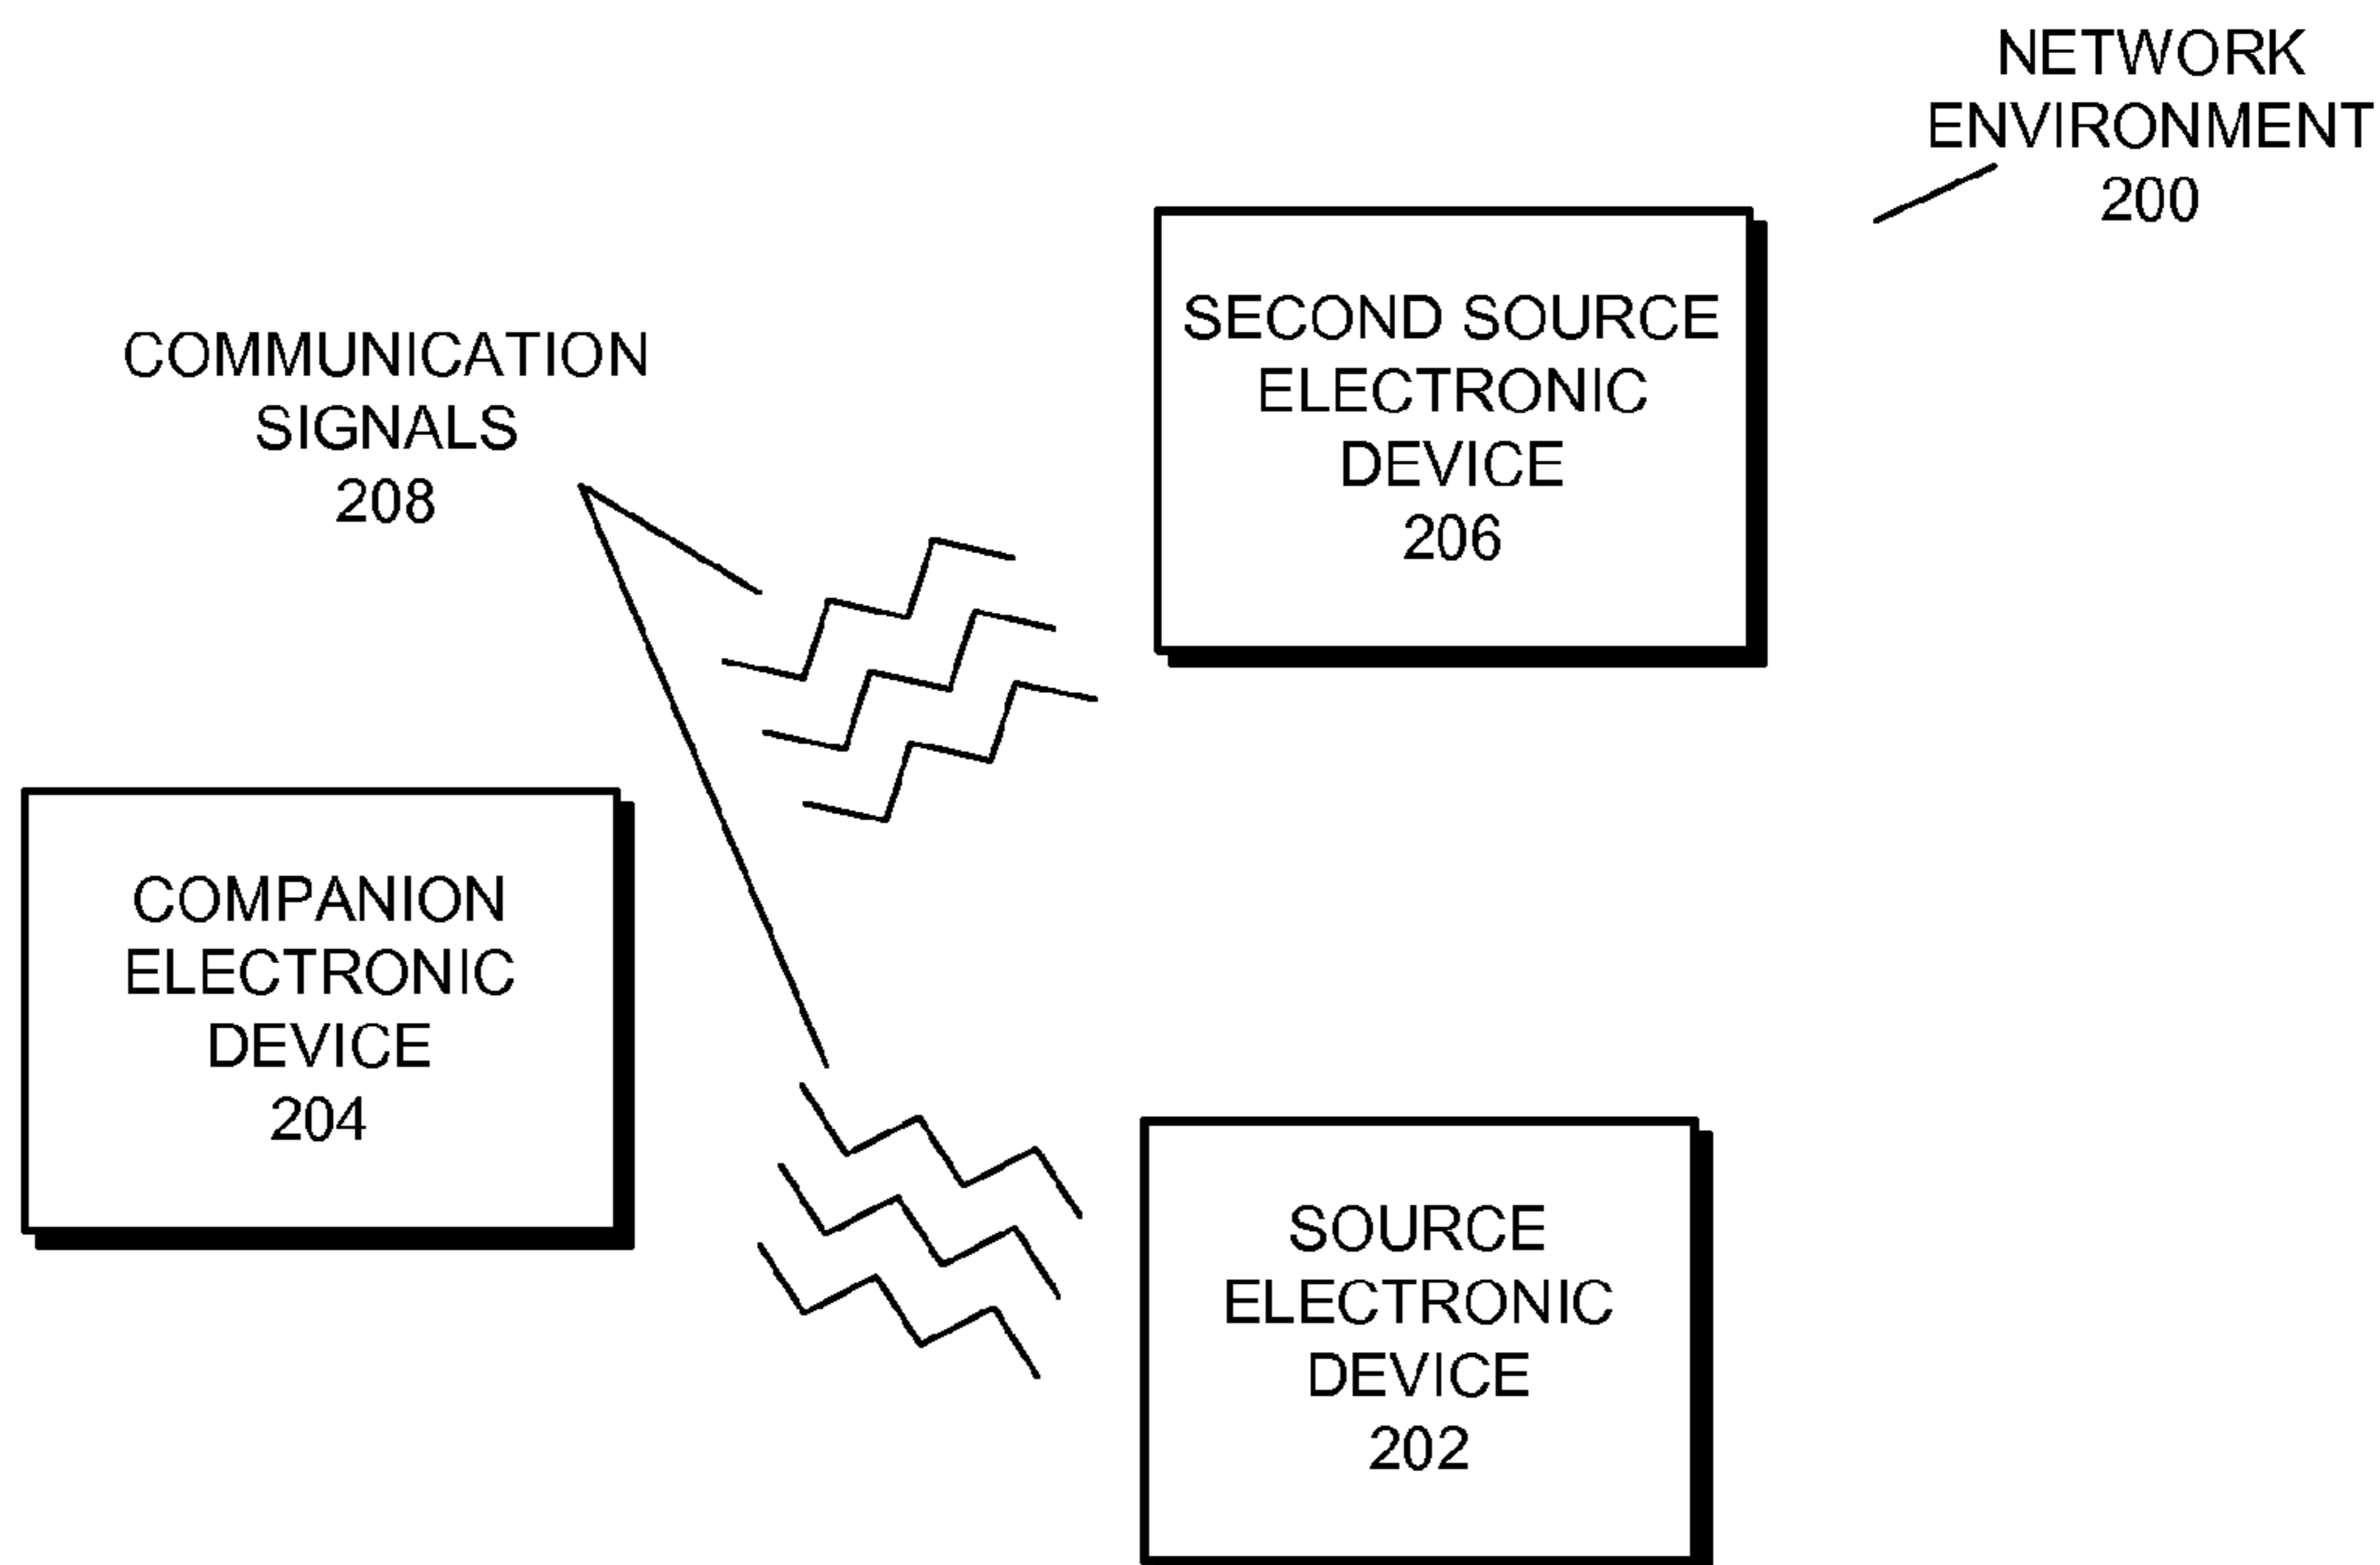 NETWORK
ENVIRONMENT
200
SECOND SOURCE
ELECTRONIC
DEVICE
206
COMMUNICATION
SIGNALS
208
COMPANION
ELECTRONIC
DEVICE
204
SOURCE
ELECTRONIC
DEVICE
202